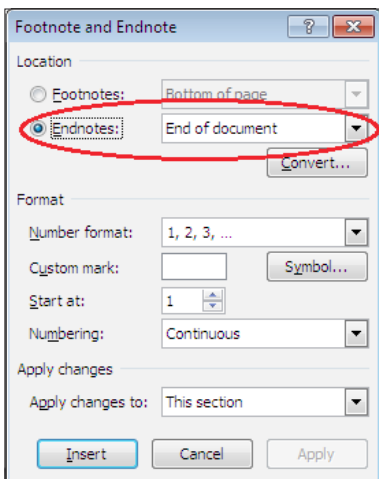 Footnote and Endnote
Location
Footnotes: Bottom of page
Endnotes: End of document
Convert...
Format
Number format: 1, 2, 3, ...
Custom mark: Symbol...
Start at: 1
Numbering: Continuous
Apply changes
Apply changes to: This section
Insert Cancel Apply